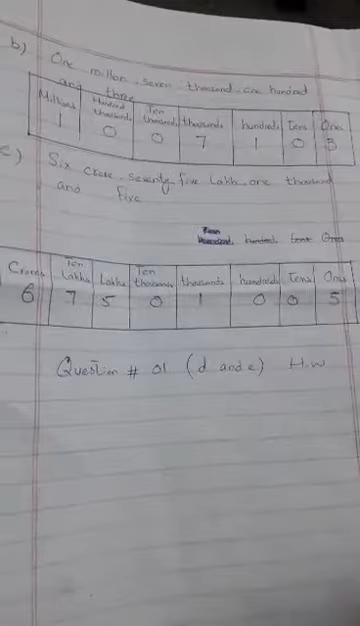 b) One million seven thousand one hundred
and three
Millions Hundred thousands Ten thousands thousands hundreds Tens Ones
1 0 0 7 1 0 3
c) Six crore seventy five Lakh one thousand
and five
hundred tens Ones
Crores Ten Lakhs Lakhs Ten thousands thousands hundreds Tens Ones
6 7 5 0 1 0 0 5
Question # 01 (d and e) H.W